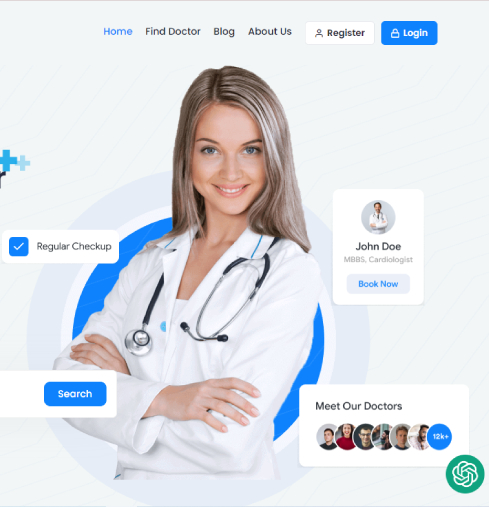 Home Find Doctor Blog About Us Register Login
Regular Checkup
John Doe
MBBS, Cardiologist
Book Now
Search
Meet Our Doctors
12k+